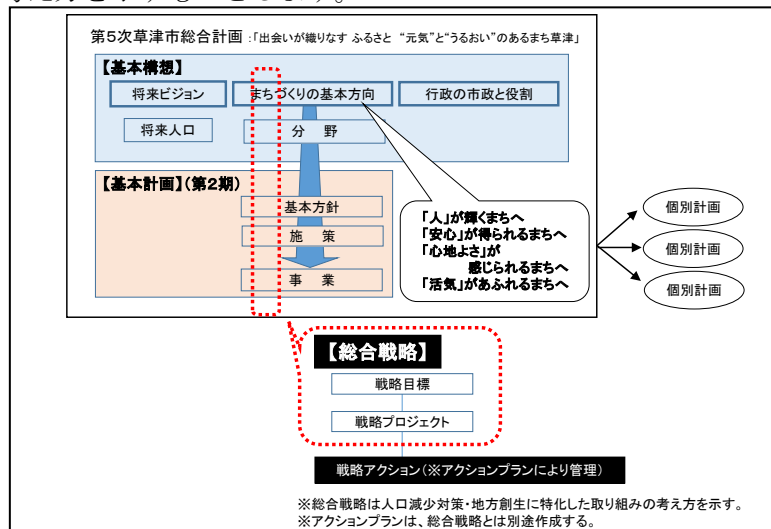 第5次草津市総合計画:「出会いが織りなす ふるさと “元気”と“うるおい”のあるまち草津」
【基本構想】
将来ビジョン
まちづくりの基本方向
行政の市政と役割
将来人口
分 野
【基本計画】(第2期)
基本方針
施 策
事 業
「人」が輝くまちへ
「安心」が得られるまちへ
「心地よさ」が
感じられるまちへ
「活気」があふれるまちへ
個別計画
個別計画
個別計画
【総合戦略】
戦略目標
戦略プロジェクト
戦略アクション(※アクションプランにより管理)
※総合戦略は人口減少対策・地方創生に特化した取り組みの考え方を示す。
※アクションプランは、総合戦略とは別途作成する。